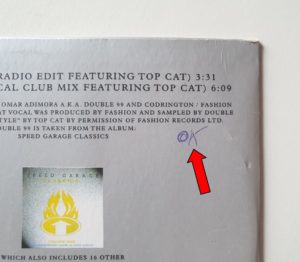 RADIO EDIT FEATURING TOP CAT) 3:31
CAL CLUB MIX FEATURING TOP CAT) 6:09
OMAR ADIMORA A.K.A. DOUBLE 99 AND CODRINGTON / FASHION
CAT VOCAL WAS PRODUCED BY FASHION AND SAMPLED BY DOUBLE
STYLE" BY TOP CAT BY PERMISSION OF FASHION RECORDS LTD.
DOUBLE 99 IS TAKEN FROM THE ALBUM:
SPEED GARAGE CLASSICS
OK
SPEED GARAGE
CLASSICS
WHICH ALSO INCLUDES 16 OTHER